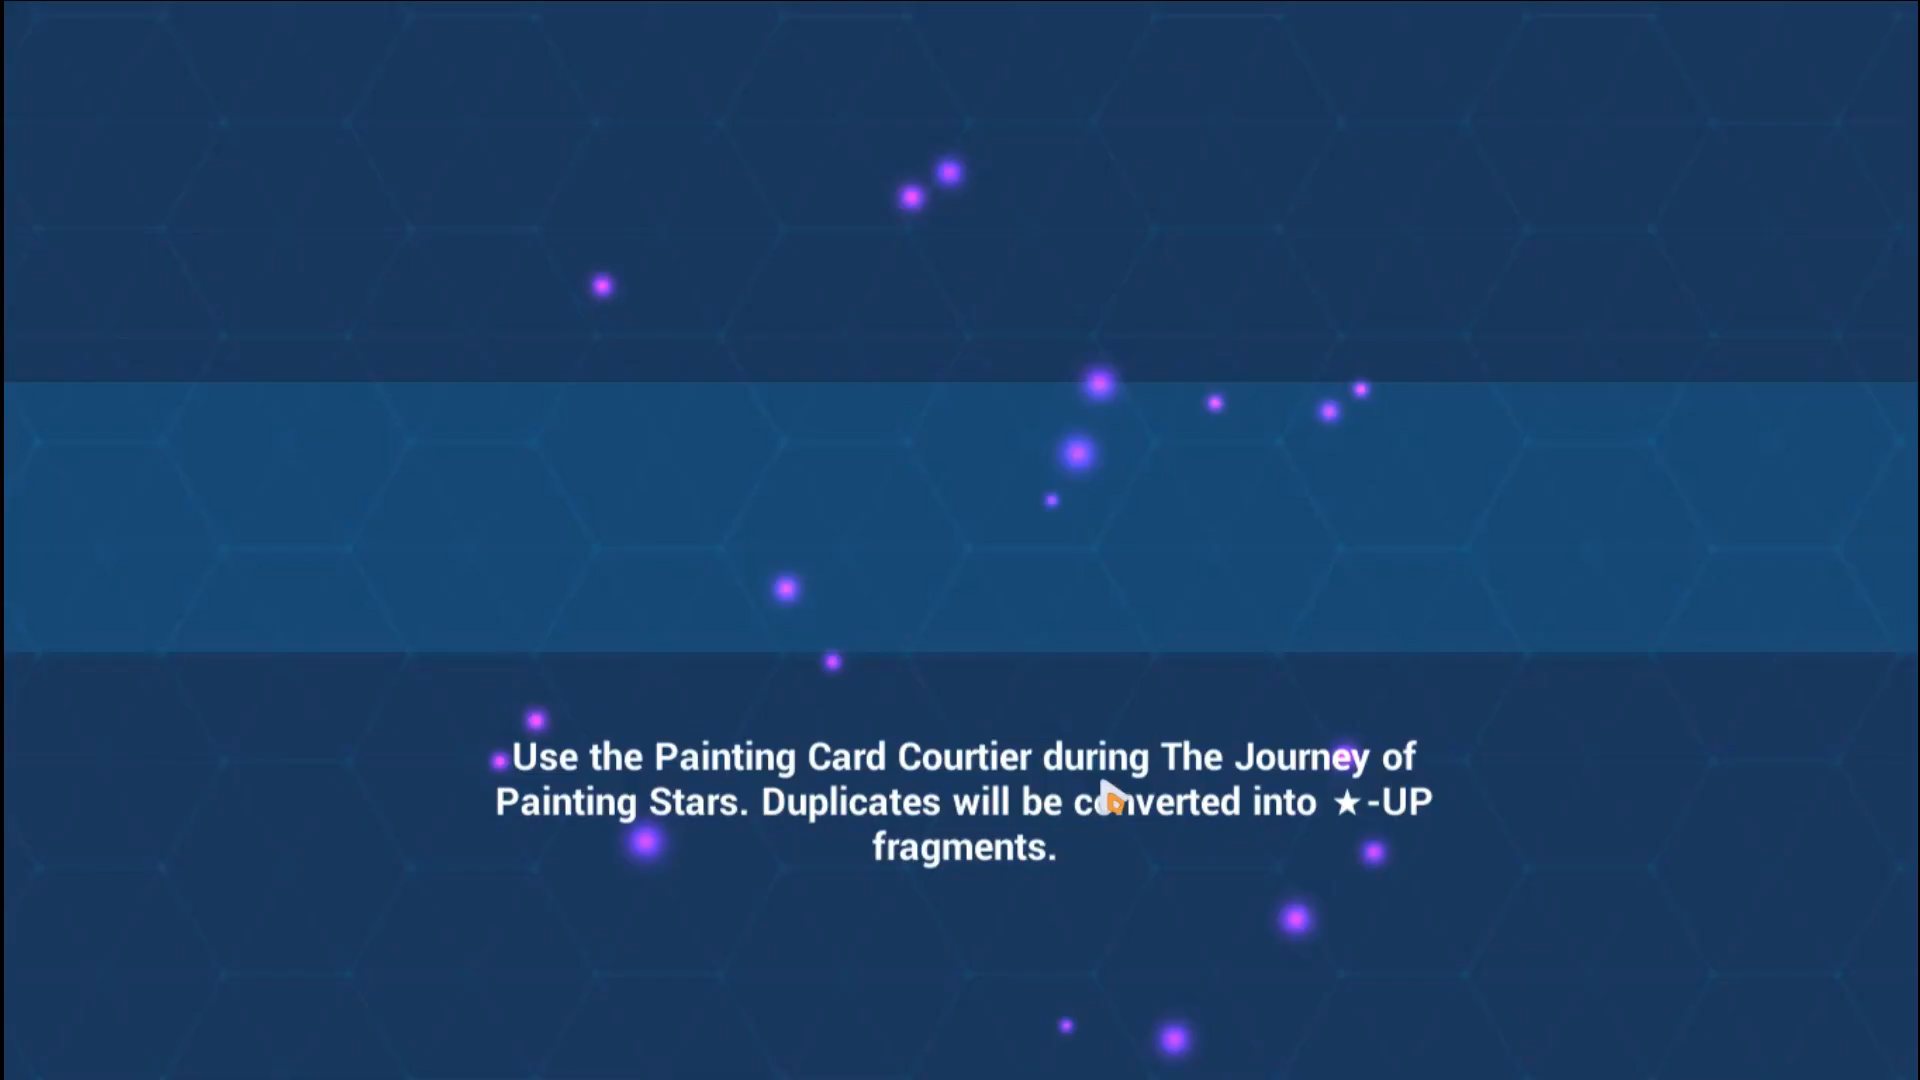 Use the Painting Card Courtier during The Journey of
Painting Stars. Duplicates will be converted into ★-UP
fragments.